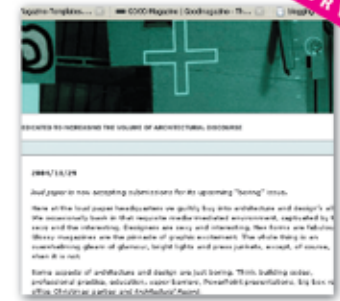 Magazine Templates.... GOOD Magazine | Goodmagazine - Th... blogging
DEDICATED TO INCREASING THE VOLUME OF ARCHITECTURAL DISCOURSE
2004/10/29
loud paper is now accepting submissions for its upcoming "boring" issue.
Here at the loud paper headquarters we guiltily buy into architecture and design's all
We occasionally bask in that requisite media-mediated environment, captivated by t
sexy and the interesting. Designers are sexy and interesting. New forms are fabulous
Glossy magazines are the pinnacle of graphic excitement. The whole thing is an
overwhelming gleam of glamour, bright lights and press junkets, except, of course,
when it is not.
Some aspects of architecture and design are just boring. Think building codes,
professional practice, education, vapor barriers, PowerPoint presentations, big box re
office Christmas parties and Architectural Record.